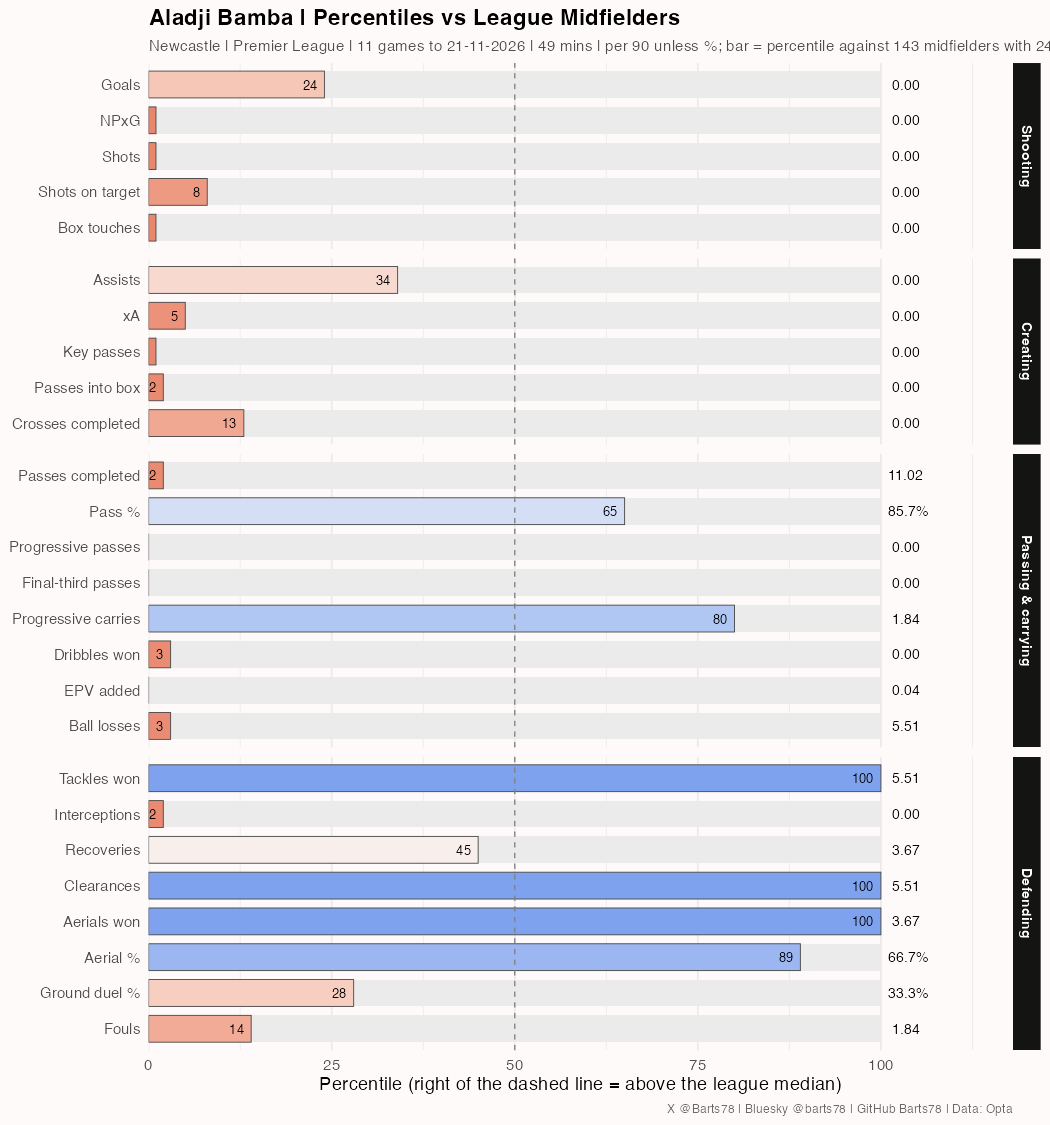 Aladji Bamba | Percentiles vs League Midfielders
Newcastle | Premier League | 11 games to 21-11-2026 | 49 mins | per 90 unless %; bar = percentile against 143 midfielders with 24
Goals 24 0.00
NPxG 0.00
Shots 0.00
Shots on target 8 0.00
Box touches 0.00
Shooting
Assists 34 0.00
xA 5 0.00
Key passes 0.00
Passes into box 2 0.00
Crosses completed 13 0.00
Creating
Passes completed 2 11.02
Pass % 65 85.7%
Progressive passes 0.00
Final-third passes 0.00
Progressive carries 80 1.84
Dribbles won 3 0.00
EPV added 0.04
Ball losses 3 5.51
Passing & carrying
Tackles won 100 5.51
Interceptions 2 0.00
Recoveries 45 3.67
Clearances 100 5.51
Aerials won 100 3.67
Aerial % 89 66.7%
Ground duel % 28 33.3%
Fouls 14 1.84
Defending
0 25 50 75 100
Percentile (right of the dashed line = above the league median)
X @Barts78 | Bluesky @barts78 | GitHub Barts78 | Data: Opta